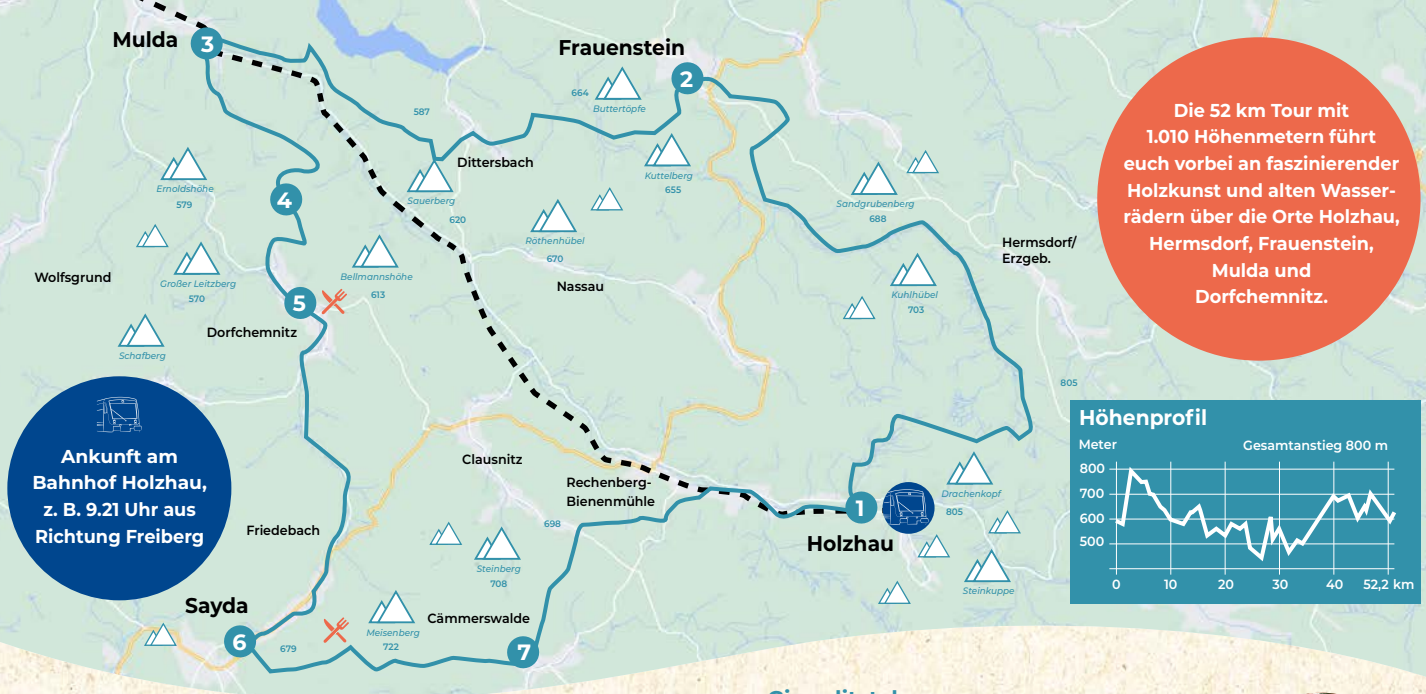 Mulda
3
Frauenstein
2
664
Buttertöpfe
587
Dittersbach
Kuttelberg
655
Ernoldshöhe
579
4
Sauerberg
620
Sandgrubenberg
688
Rothenhübel
670
Hermsdorf/
Erzgeb.
Wolfsgrund
Großer Leitzberg
570
Bellmannshöhe
613
Nassau
Kuhlhübel
703
5
Dorfchemnitz
Schafberg
805
Die 52 km Tour mit
1.010 Höhenmetern führt
euch vorbei an faszinierender
Holzkunst und alten Wasser-
rädern über die Orte Holzhau,
Hermsdorf, Frauenstein,
Mulda und
Dorfchemnitz.
Ankunft am
Bahnhof Holzhau,
z. B. 9.21 Uhr aus
Richtung Freiberg
Clausnitz
Rechenberg-
Bienenmühle
698
1
Holzhau
Drachenkopf
805
Steinkuppe
Friedebach
Steinberg
708
Sayda
6
679
Meisenberg
722
Cämmerswalde
7
Höhenprofil
Meter
Gesamtanstieg 800 m
800
700
600
500
0 10 20 30 40 52,2 km